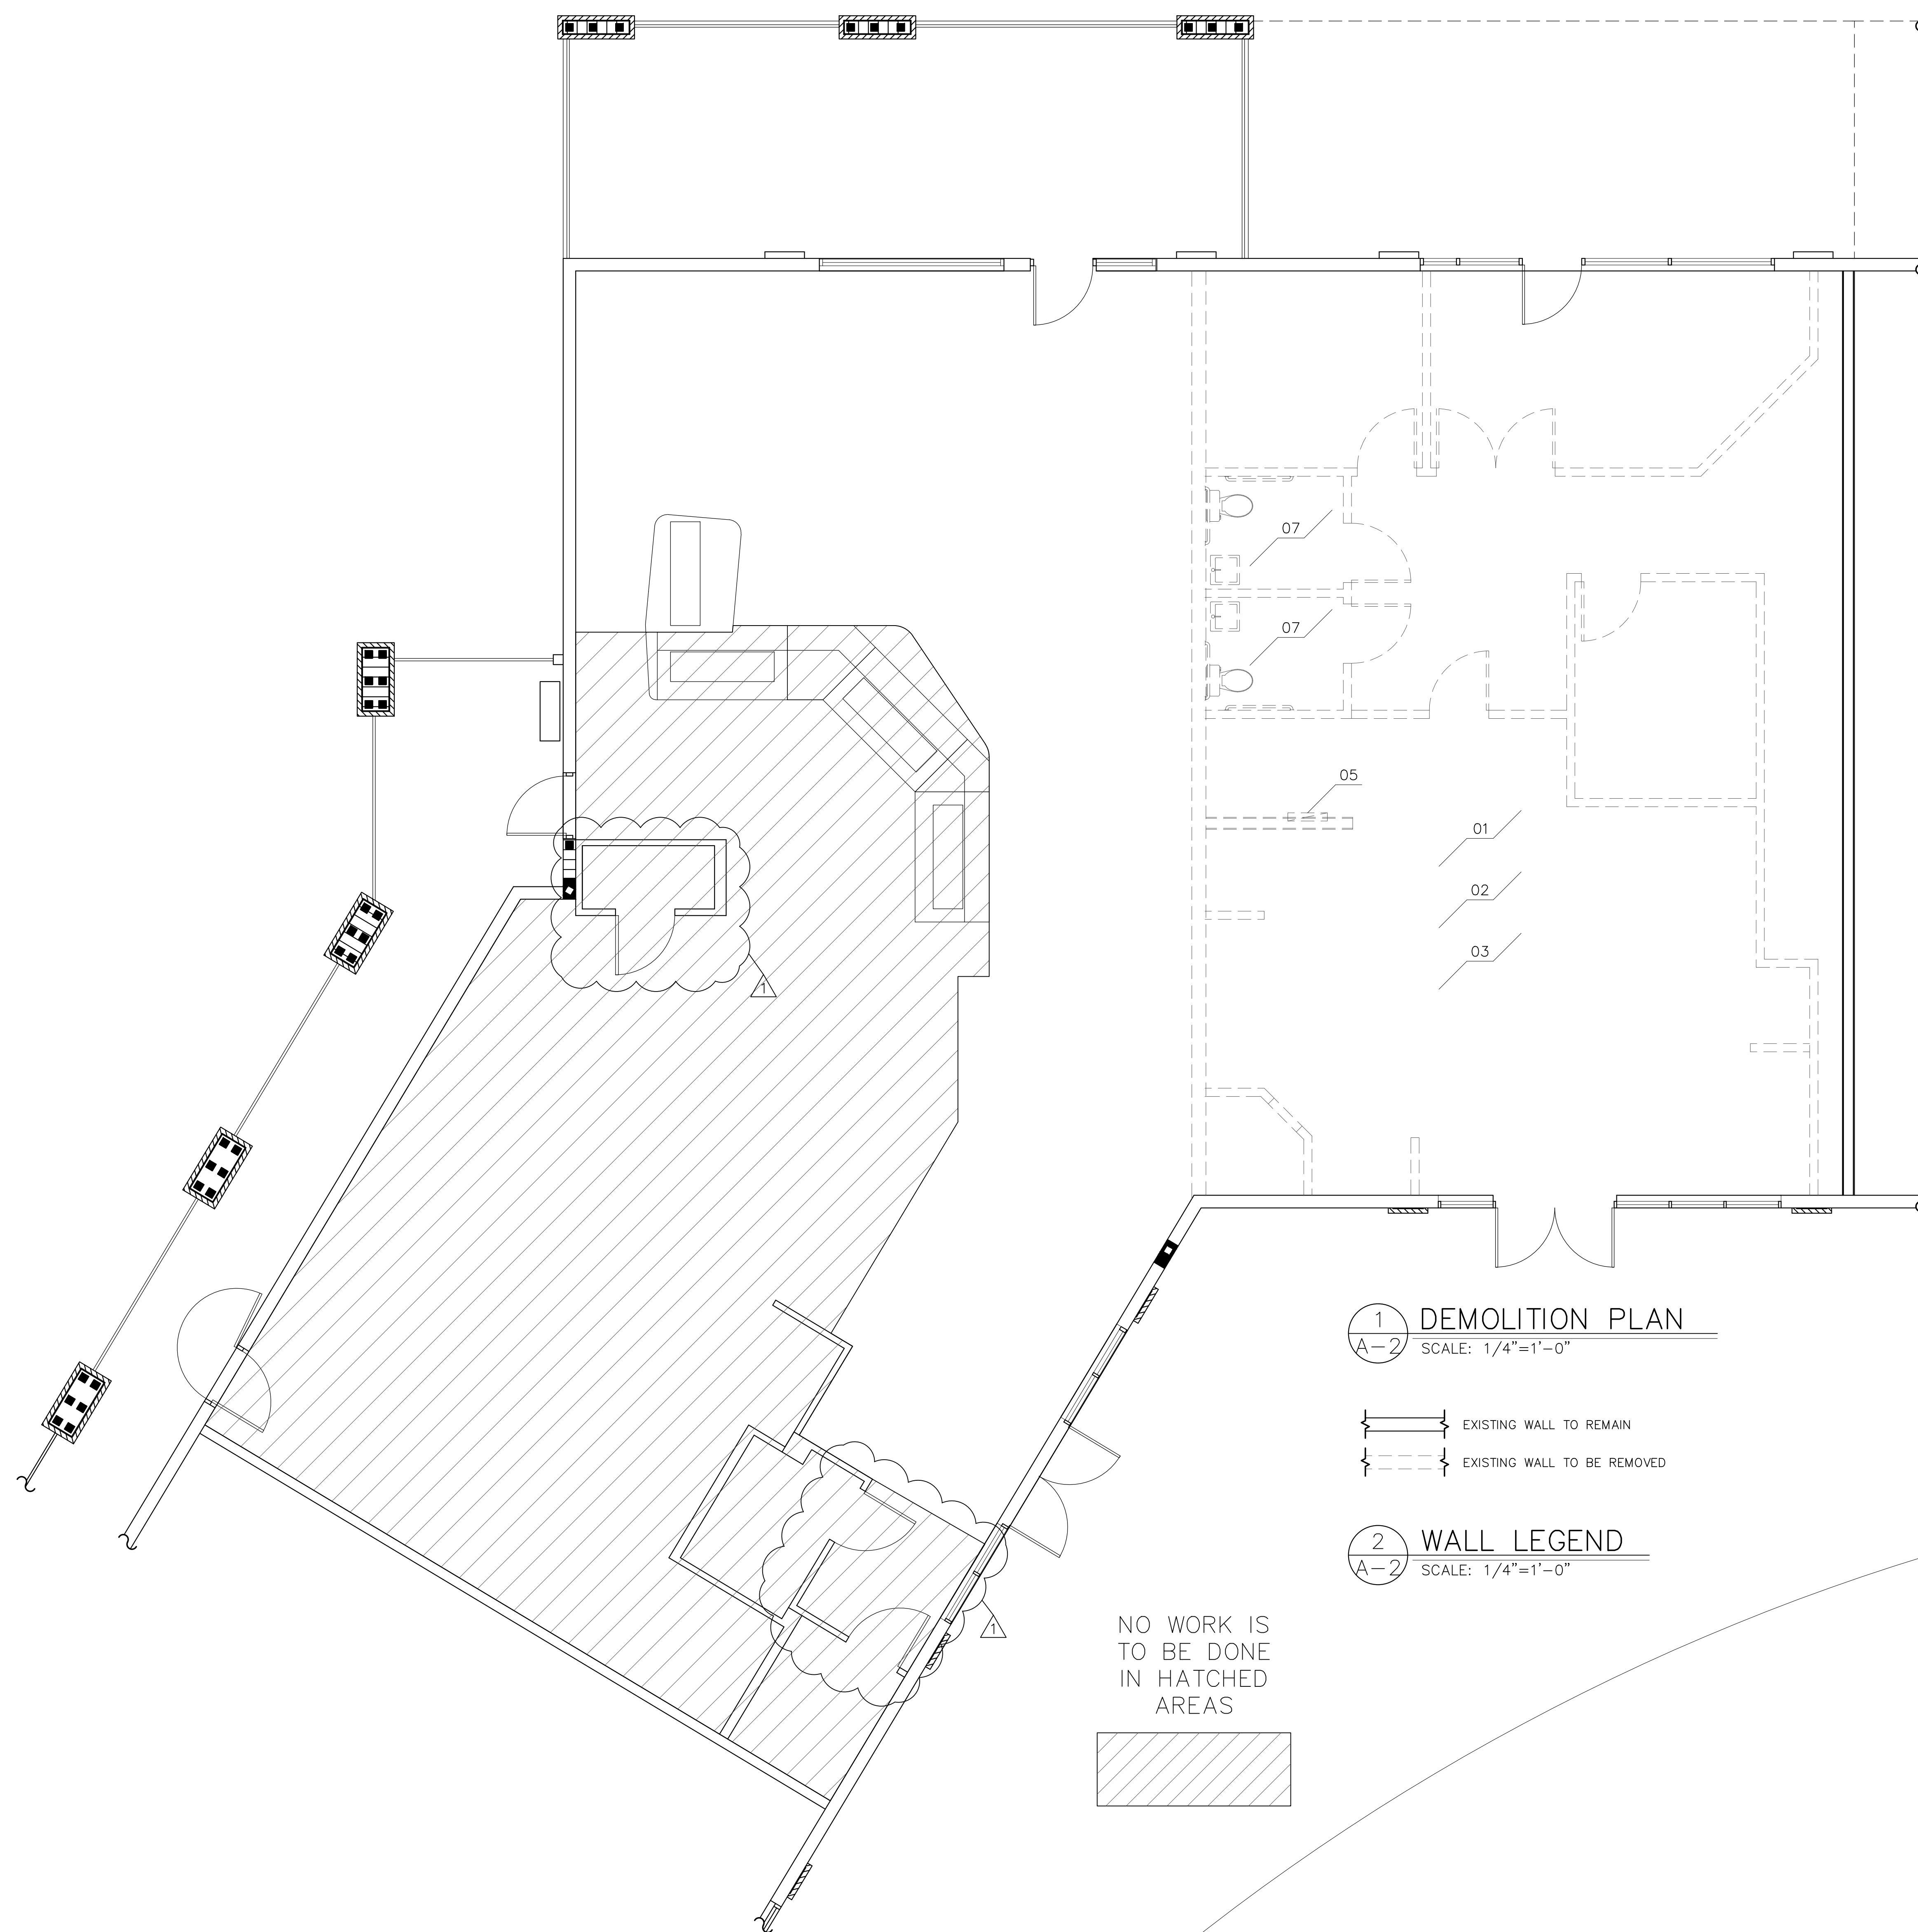 07
07
05
01
02
03
1
1
A-2
DEMOLITION PLAN
SCALE: 1/4"=1'-0"
EXISTING WALL TO REMAIN
EXISTING WALL TO BE REMOVED
2
A-2
WALL LEGEND
SCALE: 1/4"=1'-0"
1
NO WORK IS
TO BE DONE
IN HATCHED
AREAS